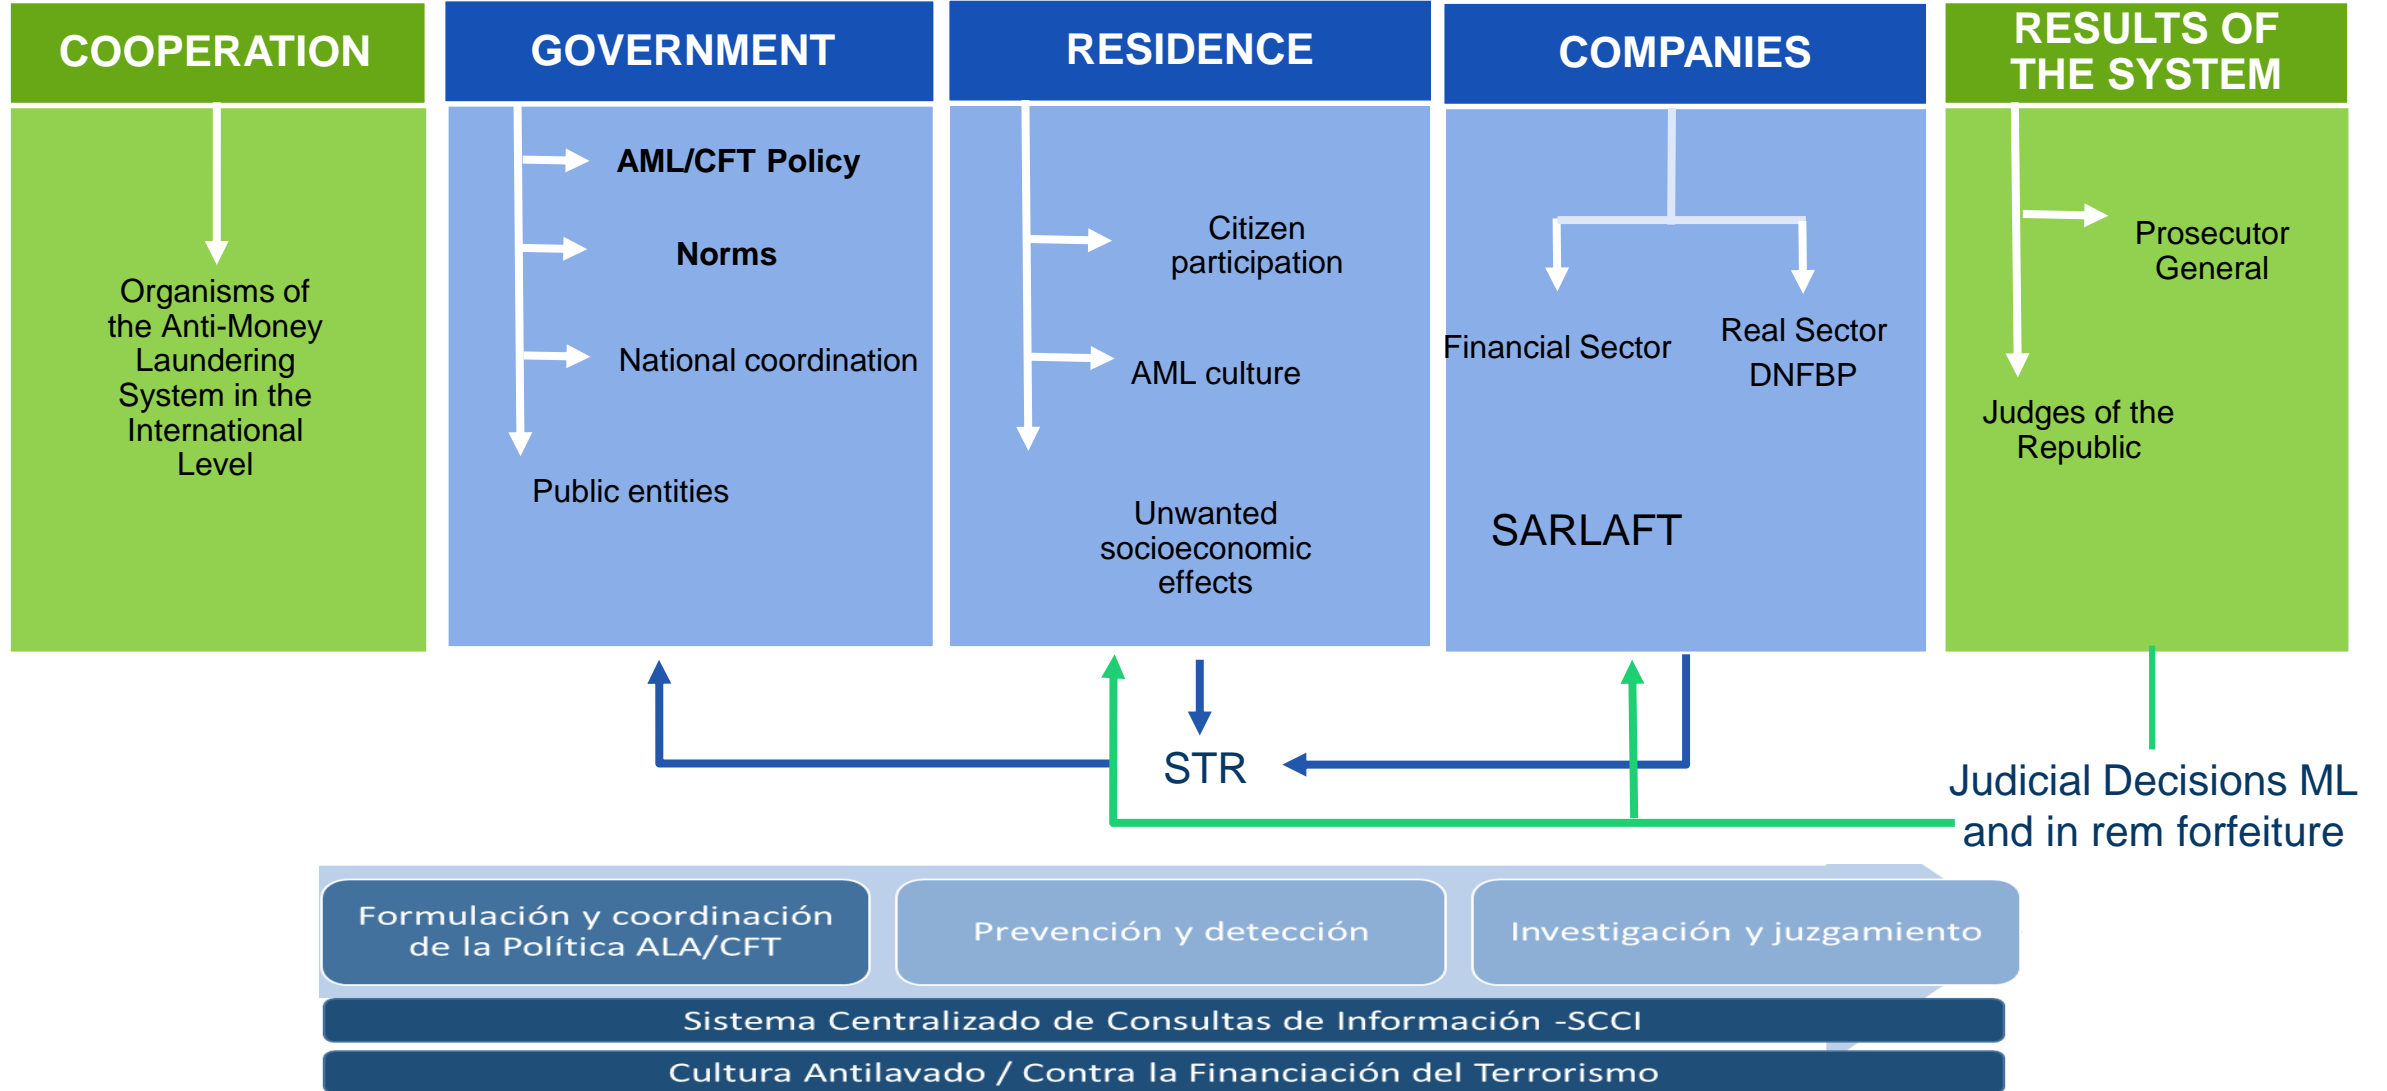 COOPERATION
Organisms of
the Anti-Money
Laundering
System in the
International
Level
GOVERNMENT
AML/CFT Policy
Norms
National coordination
Public entities
RESIDENCE
Citizen
participation
AML culture
Unwanted
socioeconomic
effects
COMPANIES
Financial Sector
Real Sector
DNFBP
SARLAFT
RESULTS OF
THE SYSTEM
Prosecutor
General
Judges of the
Republic
STR
Judicial Decisions ML
and in rem forfeiture
Formulación y coordinación
de la Política ALA/CFT
Prevención y detección
Investigación y juzgamiento
Sistema Centralizado de Consultas de Información -SCCI
Cultura Antilavado / Contra la Financiación del Terrorismo